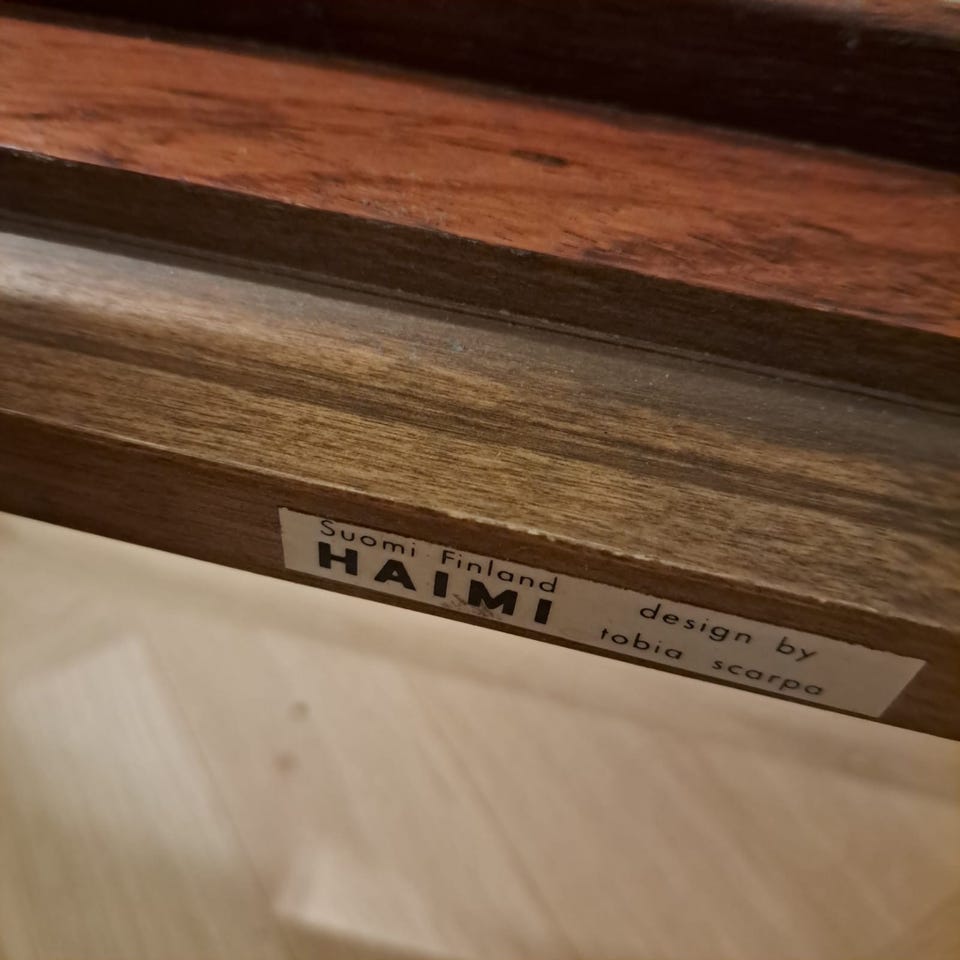 Suomi Finland
HAIMI
design by
tobia scarpa